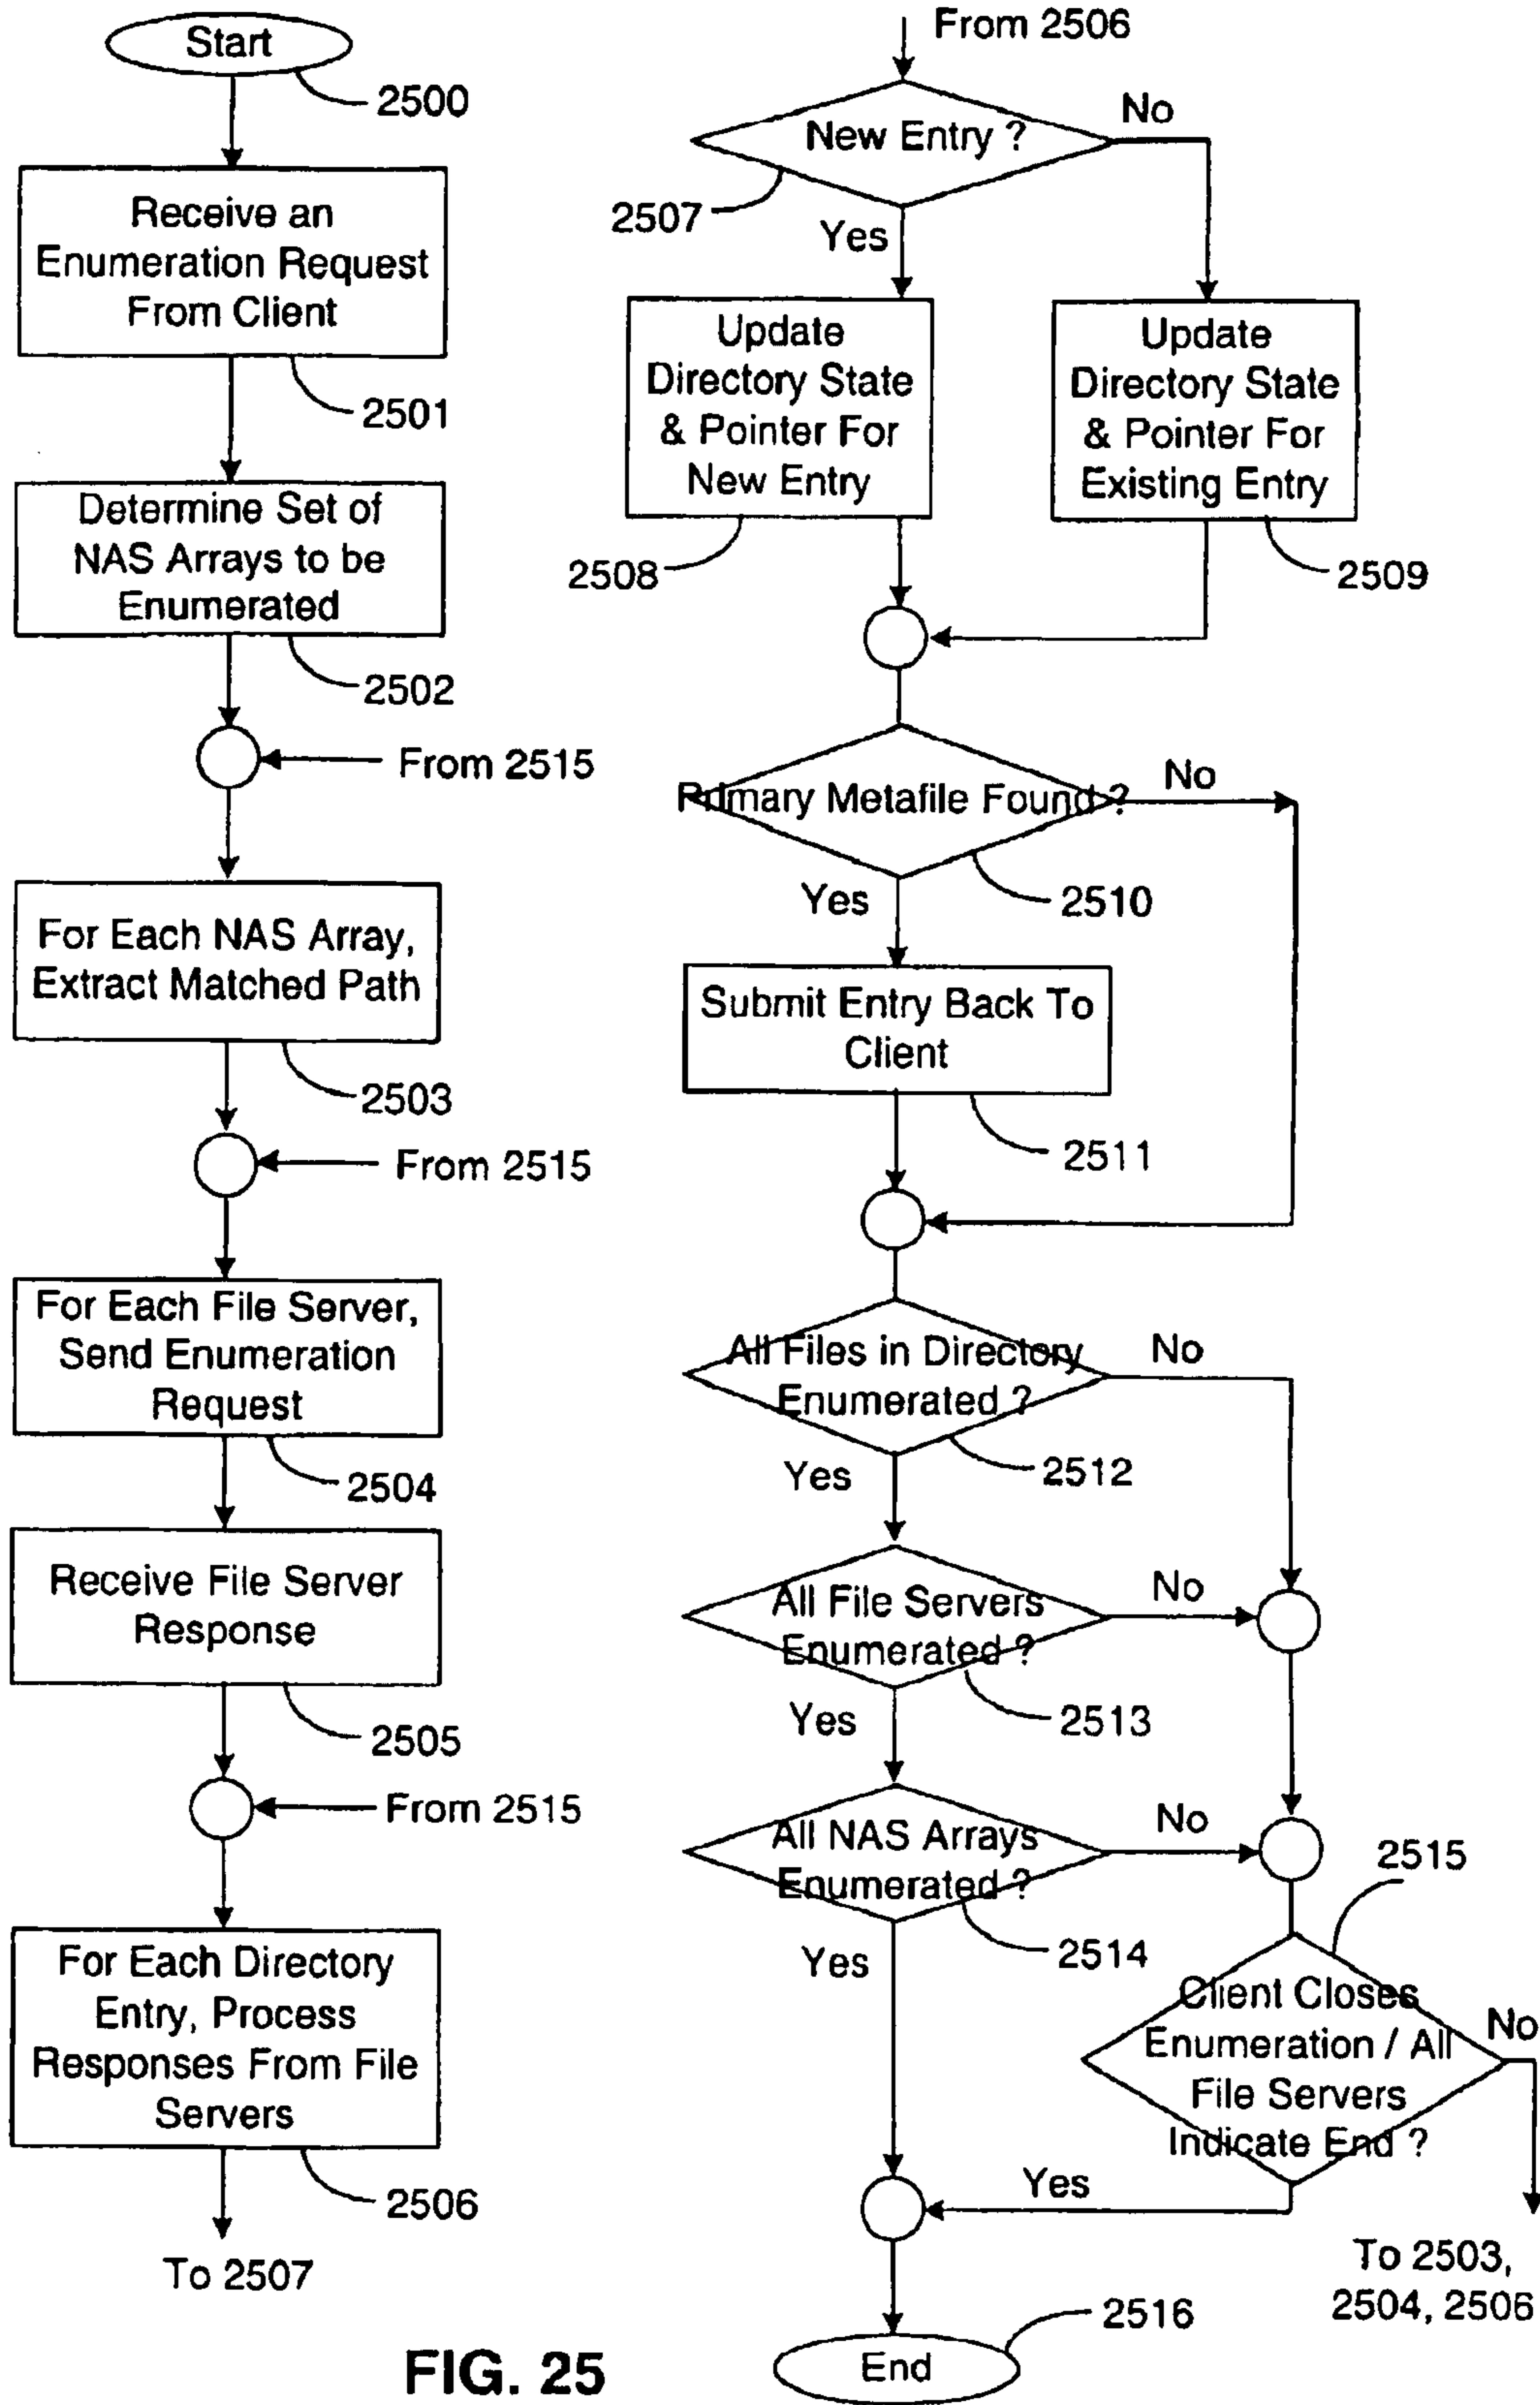 Start
2500
Receive an
Enumeration Request
From Client
2501
Determine Set of
NAS Arrays to be
Enumerated
2502
From 2515
For Each NAS Array,
Extract Matched Path
2503
From 2515
For Each File Server,
Send Enumeration
Request
2504
Receive File Server
Response
2505
From 2515
For Each Directory
Entry, Process
Responses From File
Servers
2506
To 2507
From 2506
New Entry ?
No
2507
Yes
Update
Directory State
& Pointer For
New Entry
2508
Update
Directory State
& Pointer For
Existing Entry
2509
Primary Metafile Found ?
No
Yes
2510
Submit Entry Back To
Client
2511
All Files in Directory
Enumerated ?
No
Yes
2512
All File Servers
Enumerated ?
No
Yes
2513
All NAS Arrays
Enumerated ?
No
Yes
2514
2515
Client Closes
Enumeration / All
File Servers
Indicate End ?
No
Yes
To 2503,
2504, 2506
2516
End
FIG. 25